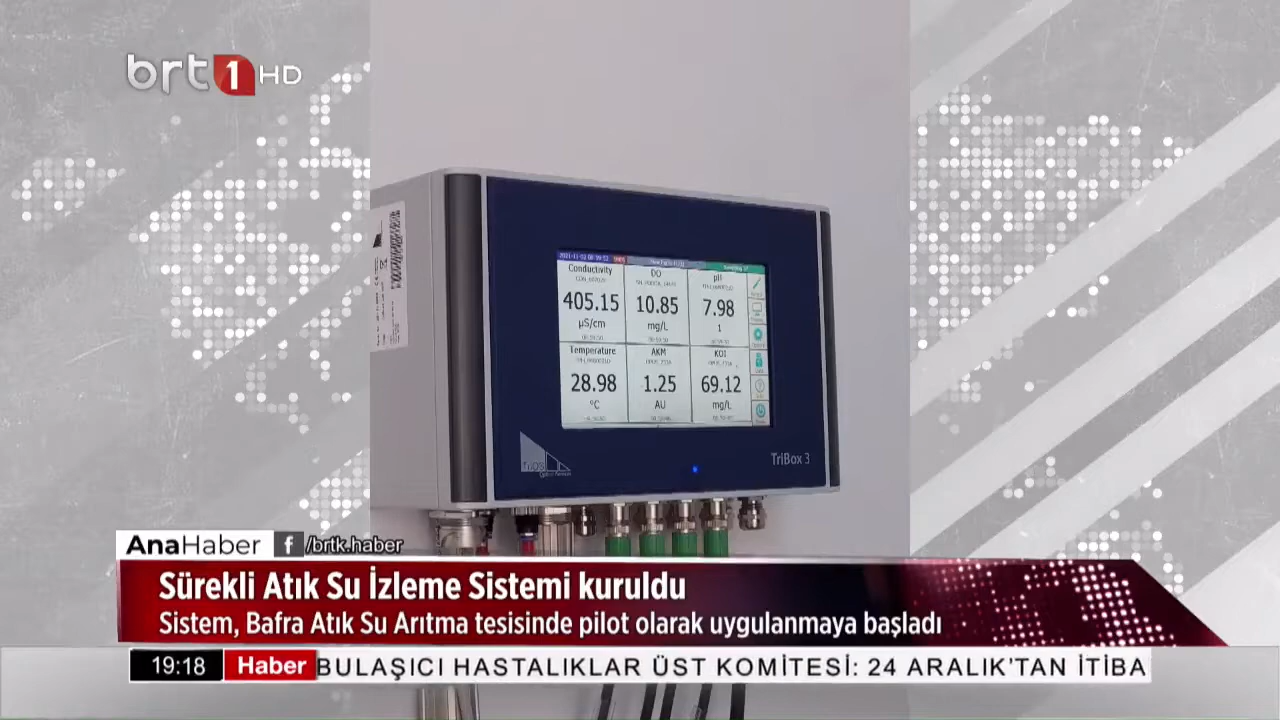 brt 1 HD
Conductivity
405.15
µS/cm
DO
10.85
mg/L
pH
7.98
1
Temperature
28.98
°C
AKM
1.25
AU
KOI
69.12
mg/L
TriBox 3
AnaHaber f /brtk.haber
Sürekli Atık Su İzleme Sistemi kuruldu
Sistem, Bafra Atık Su Arıtma tesisinde pilot olarak uygulanmaya başladı
19:18 Haber BULAŞICI HASTALIKLAR ÜST KOMİTESİ: 24 ARALIK'TAN İTİBA